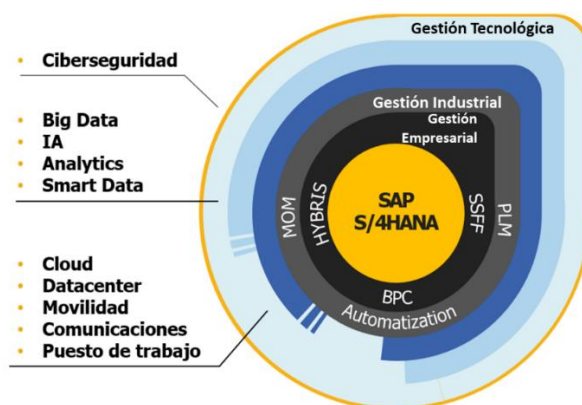 Gestión Tecnológica
• Ciberseguridad
• Big Data
• IA
• Analytics
• Smart Data
• Cloud
• Datacenter
• Movilidad
• Comunicaciones
• Puesto de trabajo
Gestión Industrial
Gestión
Empresarial
SAP
S/4HANA
MOM
HYBRIS
SSFF
PLM
BPC
Automatization